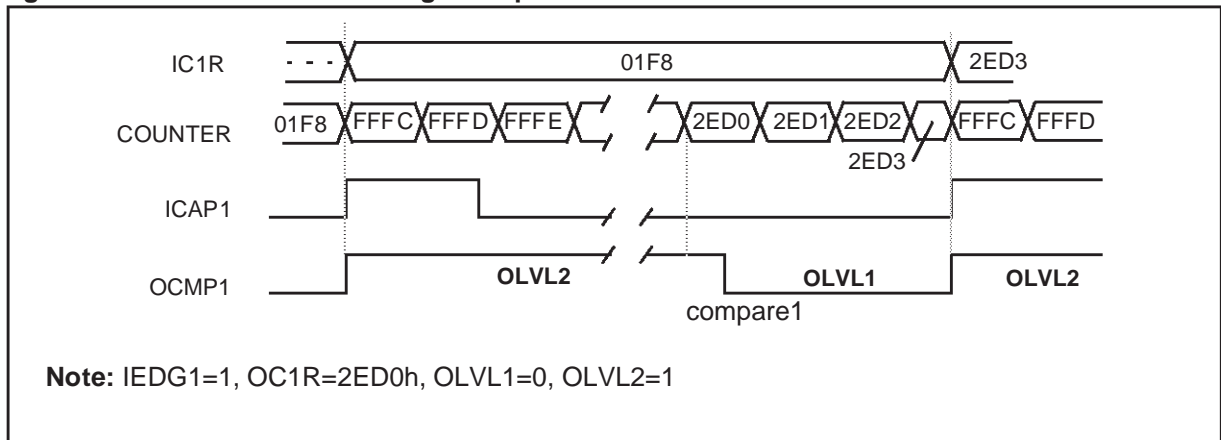 IC1R - - - 01F8 2ED3
COUNTER 01F8 FFFC FFFD FFFE 2ED0 2ED1 2ED2 FFFC FFFD
2ED3
ICAP1
OCMP1 OLVL2 OLVL1 OLVL2
compare1
Note: IEDG1=1, OC1R=2ED0h, OLVL1=0, OLVL2=1